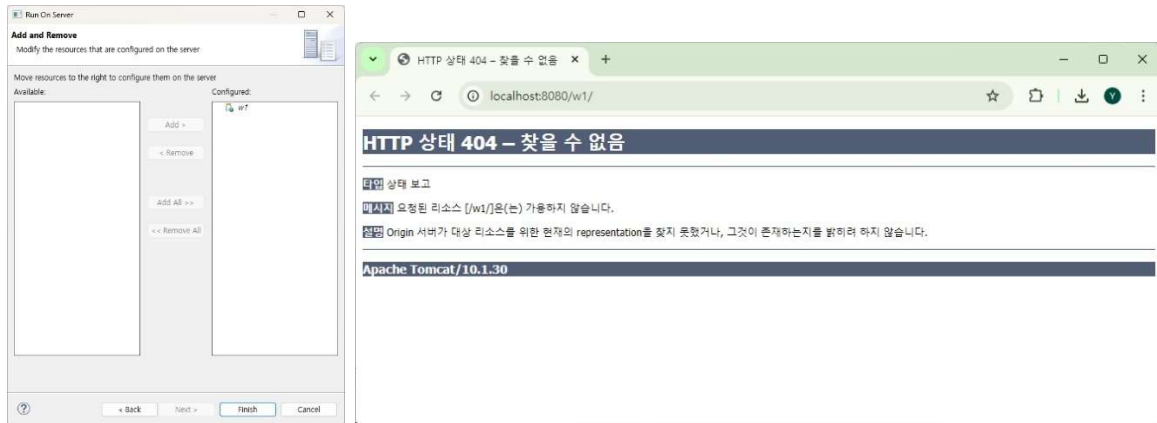 Run On Server
Add and Remove
Modify the resources that are configured on the server
Move resources to the right to configure them on the server
Available:
Configured:
w1
Add >
< Remove
Add All >>
<< Remove All
< Back
Next >
Finish
Cancel
HTTP 상태 404 – 찾을 수 없음
localhost:8080/w1/
Y
HTTP 상태 404 – 찾을 수 없음
타입 상태 보고
메시지 요청된 리소스 [/w1/]은(는) 가용하지 않습니다.
설명 Origin 서버가 대상 리소스를 위한 현재의 representation을 찾지 못했거나, 그것이 존재하는지를 밝히려 하지 않습니다.
Apache Tomcat/10.1.30